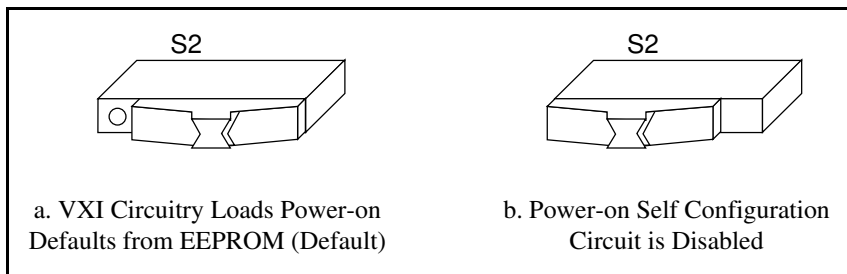 S2
S2
a. VXI Circuitry Loads Power-on
Defaults from EEPROM (Default)
b. Power-on Self Configuration
Circuit is Disabled